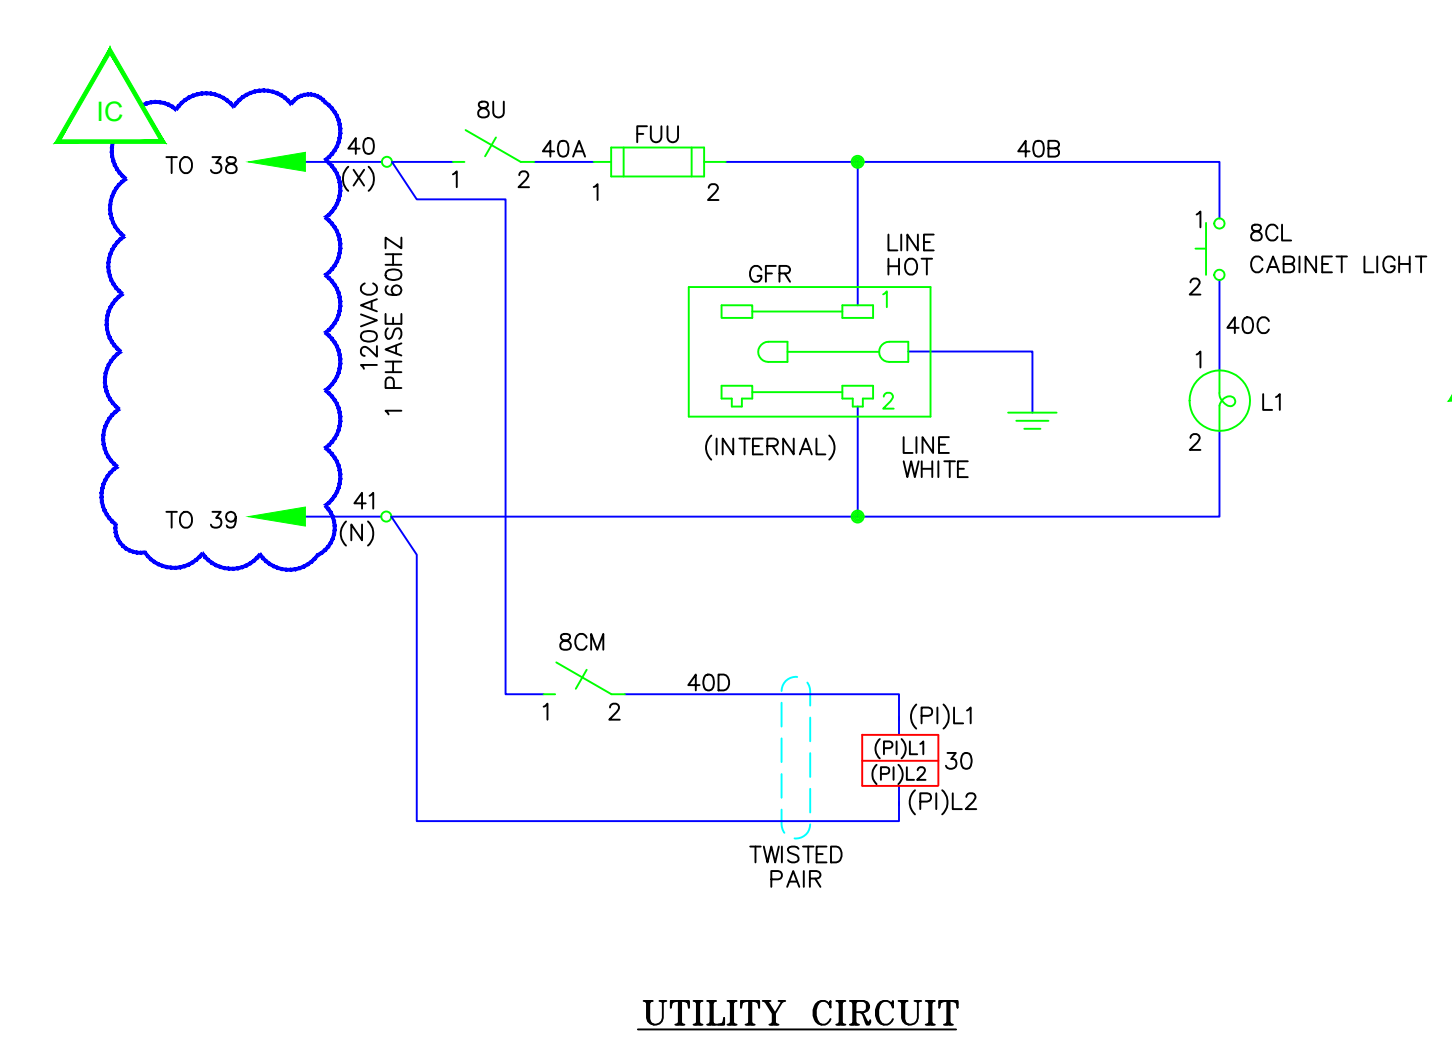 IC
TO 38
40
(X)
8U
1
2
40A
FUU
1
2
40B
120VAC
1 PHASE 60HZ
LINE
HOT
GFR
1
2
(INTERNAL)
LINE
WHITE
1
2
8CL
CABINET LIGHT
40C
1
L1
2
TO 39
41
(N)
8CM
1
2
40D
(PI)L1
(PI)L1
30
(PI)L2
(PI)L2
TWISTED
PAIR
UTILITY CIRCUIT